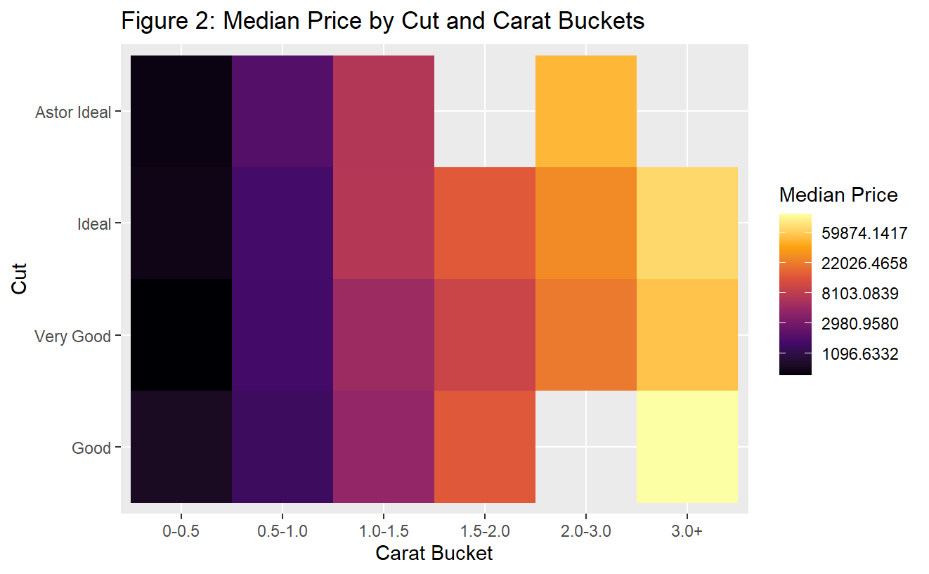 Figure 2: Median Price by Cut and Carat Buckets
Cut
Astor Ideal
Ideal
Very Good
Good
0-0.5 0.5-1.0 1.0-1.5 1.5-2.0 2.0-3.0 3.0+
Carat Bucket
Median Price
59874.1417
22026.4658
8103.0839
2980.9580
1096.6332